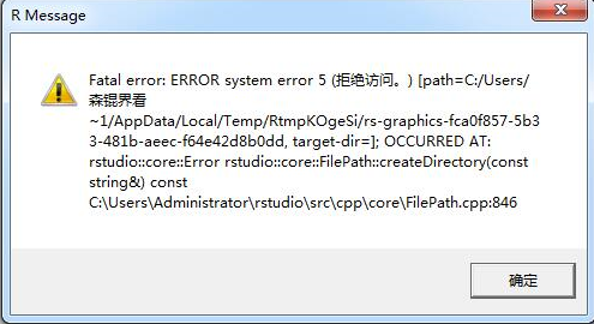 R Message
Fatal error: ERROR system error 5 (拒绝访问。) [path=C:/Users/
森锟界看
~1/AppData/Local/Temp/RtmpKOgeSi/rs-graphics-fca0f857-5b3
3-481b-aeec-f64e42d8b0dd, target-dir=]; OCCURRED AT:
rstudio::core::Error rstudio::core::FilePath::createDirectory(const
string&) const
C:\Users\Administrator\rstudio\src\cpp\core\FilePath.cpp:846
确定